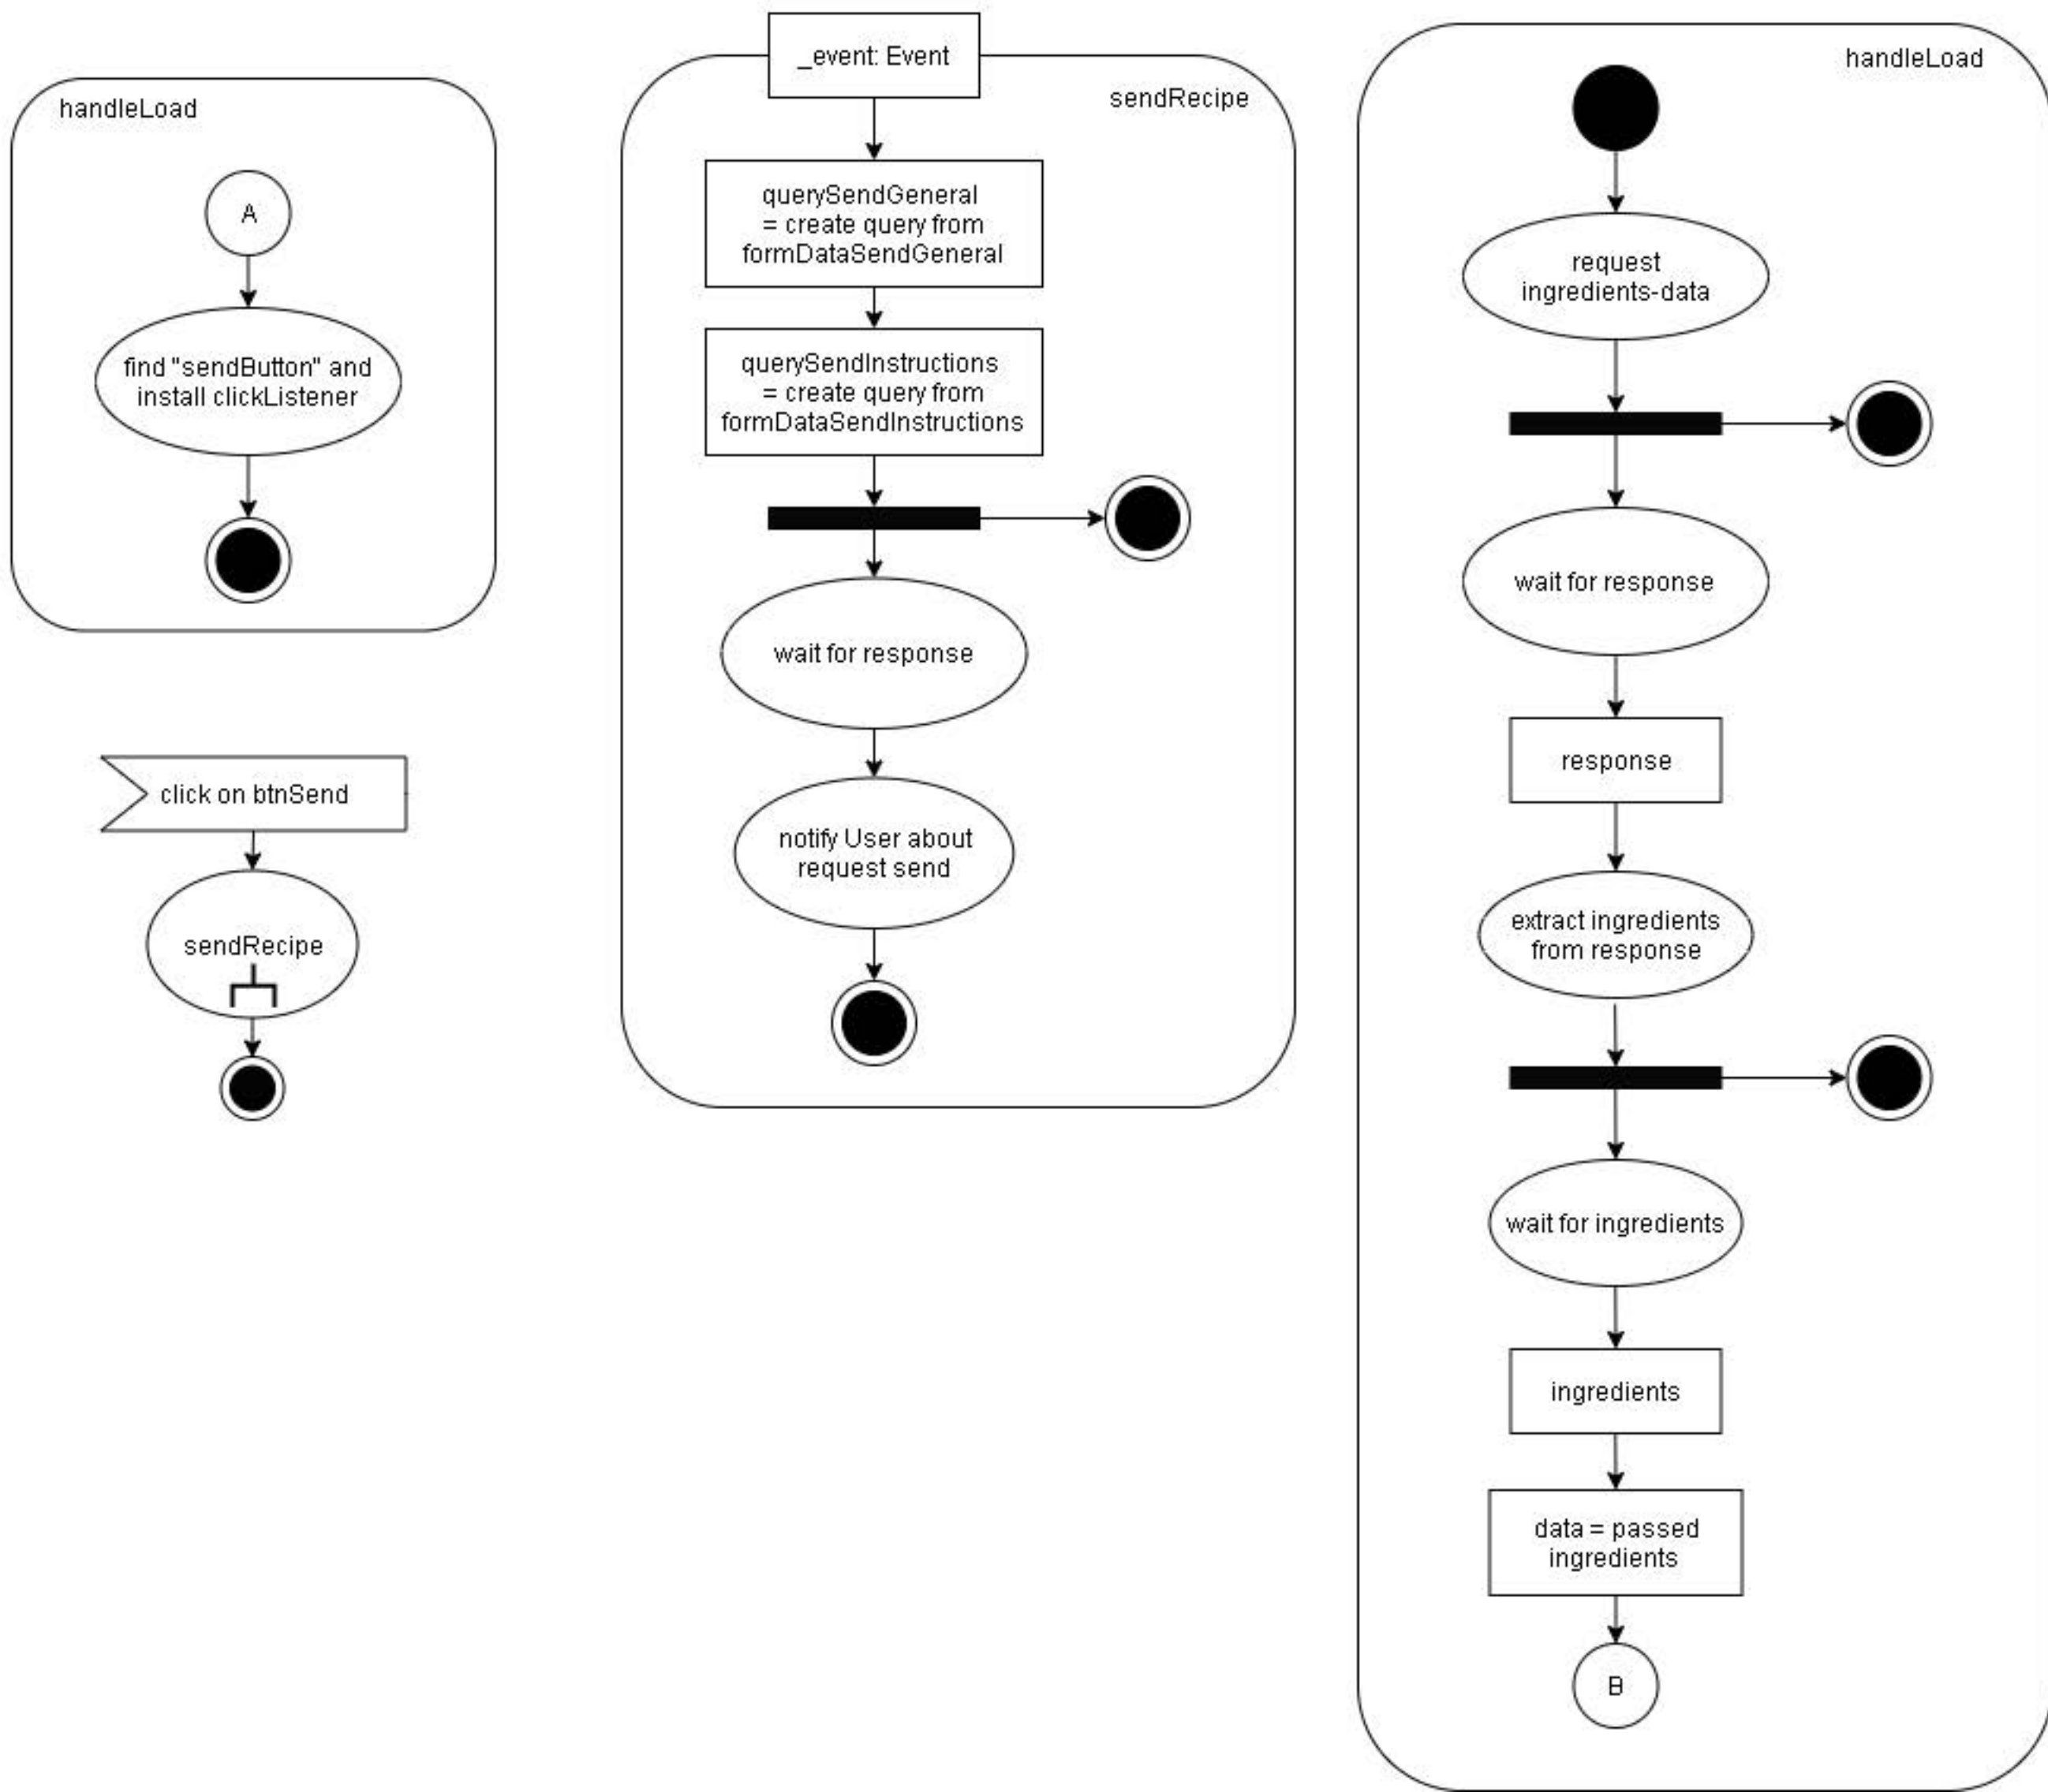 handleLoad
A
find "sendButton" and
install clickListener
click on btnSend
sendRecipe
_event: Event
sendRecipe
querySendGeneral
= create query from
formDataSendGeneral
querySendInstructions
= create query from
formDataSendInstructions
wait for response
notify User about
request send
handleLoad
request
ingredients-data
wait for response
response
extract ingredients
from response
wait for ingredients
ingredients
data = passed
ingredients
B